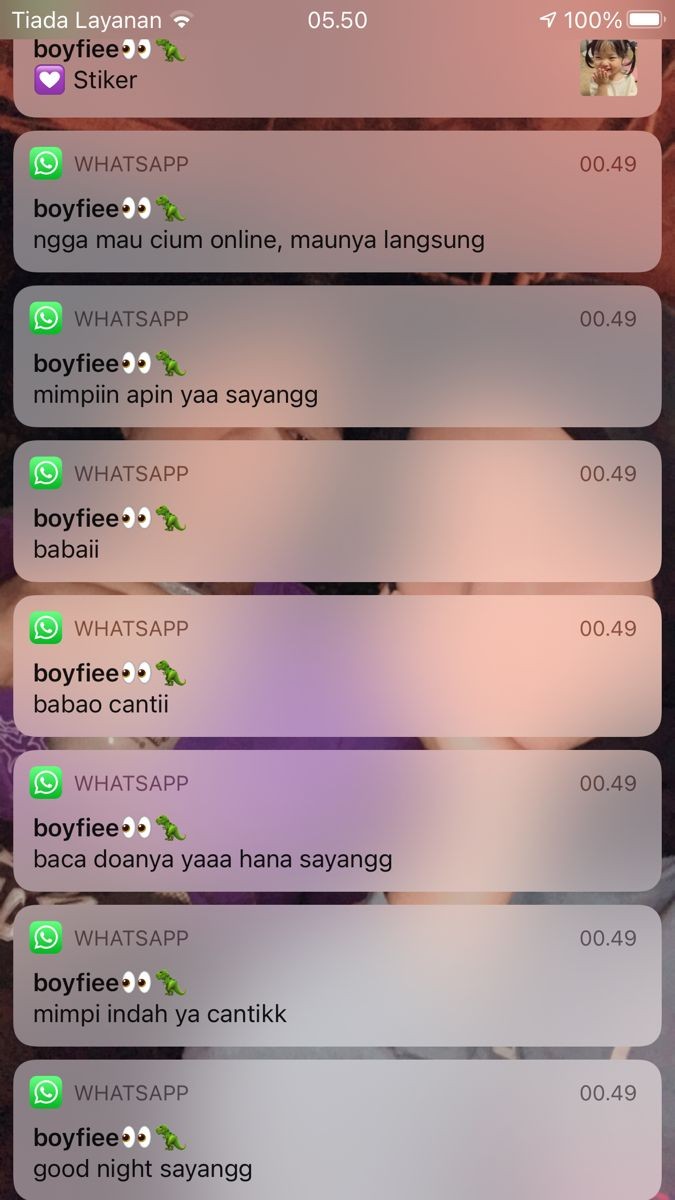 Tiada Layanan 05.50 100%
boyfiee👀🦖
💜 Stiker
WHATSAPP 00.49
boyfiee👀🦖
ngga mau cium online, maunya langsung
WHATSAPP 00.49
boyfiee👀🦖
mimpiin apin yaa sayangg
WHATSAPP 00.49
boyfiee👀🦖
babaii
WHATSAPP 00.49
boyfiee👀🦖
babao cantii
WHATSAPP 00.49
boyfiee👀🦖
baca doanya yaaa hana sayangg
WHATSAPP 00.49
boyfiee👀🦖
mimpi indah ya cantikk
WHATSAPP 00.49
boyfiee👀🦖
good night sayangg